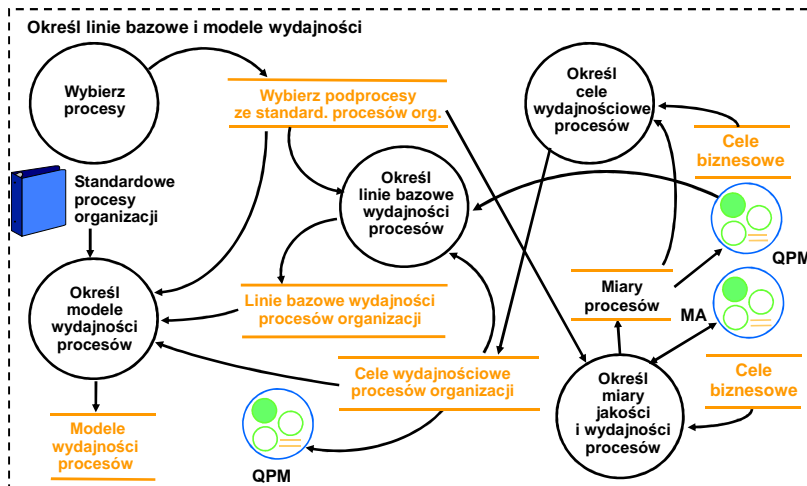 Określ linie bazowe i modele wydajności
Wybierz
procesy
Wybierz podprocesy
ze standard. procesów org.
Określ
cele
wydajnościowe
procesów
Cele
biznesowe
Standardowe
procesy
organizacji
Określ
linie bazowe
wydajności
procesów
QPM
Określ
modele
wydajności
procesów
Linie bazowe wydajności
procesów organizacji
Miary
procesów
MA
Cele wydajnościowe
procesów organizacji
Określ
miary
jakości
i wydajności
procesów
Cele
biznesowe
Modele
wydajności
procesów
QPM